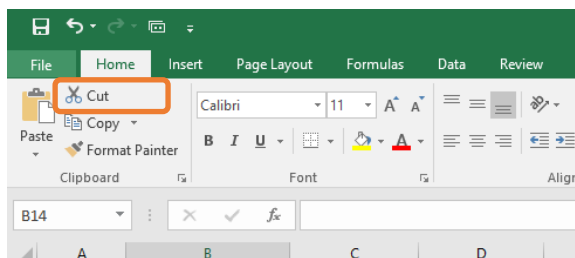 File Home Insert Page Layout Formulas Data Review
Cut
Calibri 11 A A
Copy
Paste
Format Painter
B I U A
Clipboard Font
B14 fx
A B C D